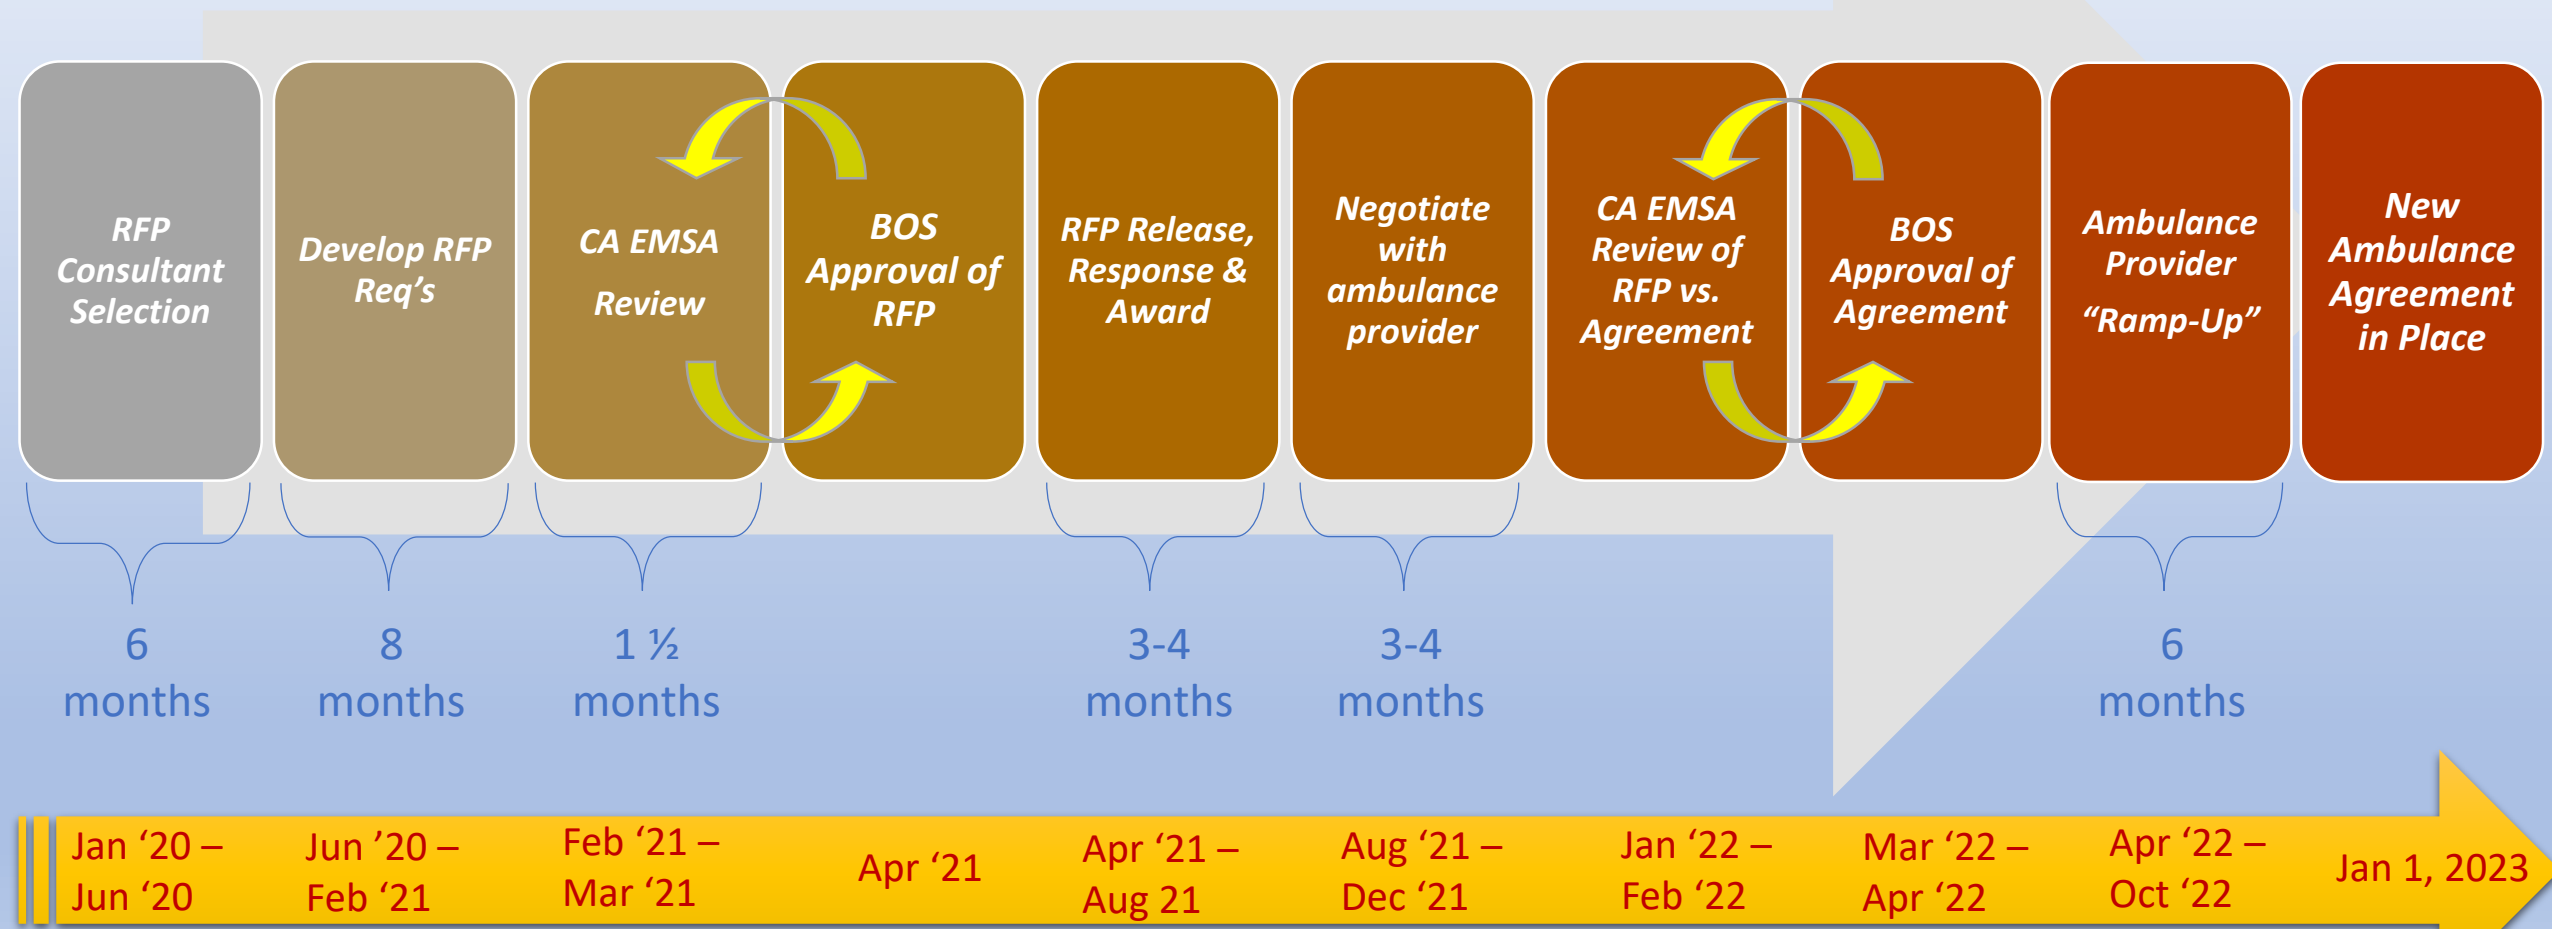 RFP
Consultant
Selection
Develop RFP
Req's
CA EMSA
Review
BOS
Approval of
RFP
RFP Release,
Response &
Award
Negotiate
with
ambulance
provider
CA EMSA
Review of
RFP vs.
Agreement
BOS
Approval of
Agreement
Ambulance
Provider
“Ramp-Up”
New
Ambulance
Agreement
in Place
6
months
8
months
1 ½
months
3-4
months
3-4
months
6
months
Jan ‘20 –
Jun ‘20
Jun ’20 –
Feb ‘21
Feb ‘21 –
Mar ‘21
Apr ‘21
Apr ‘21 –
Aug 21
Aug ‘21 –
Dec ‘21
Jan ‘22 –
Feb ‘22
Mar ‘22 –
Apr ‘22
Apr ‘22 –
Oct ‘22
Jan 1, 2023